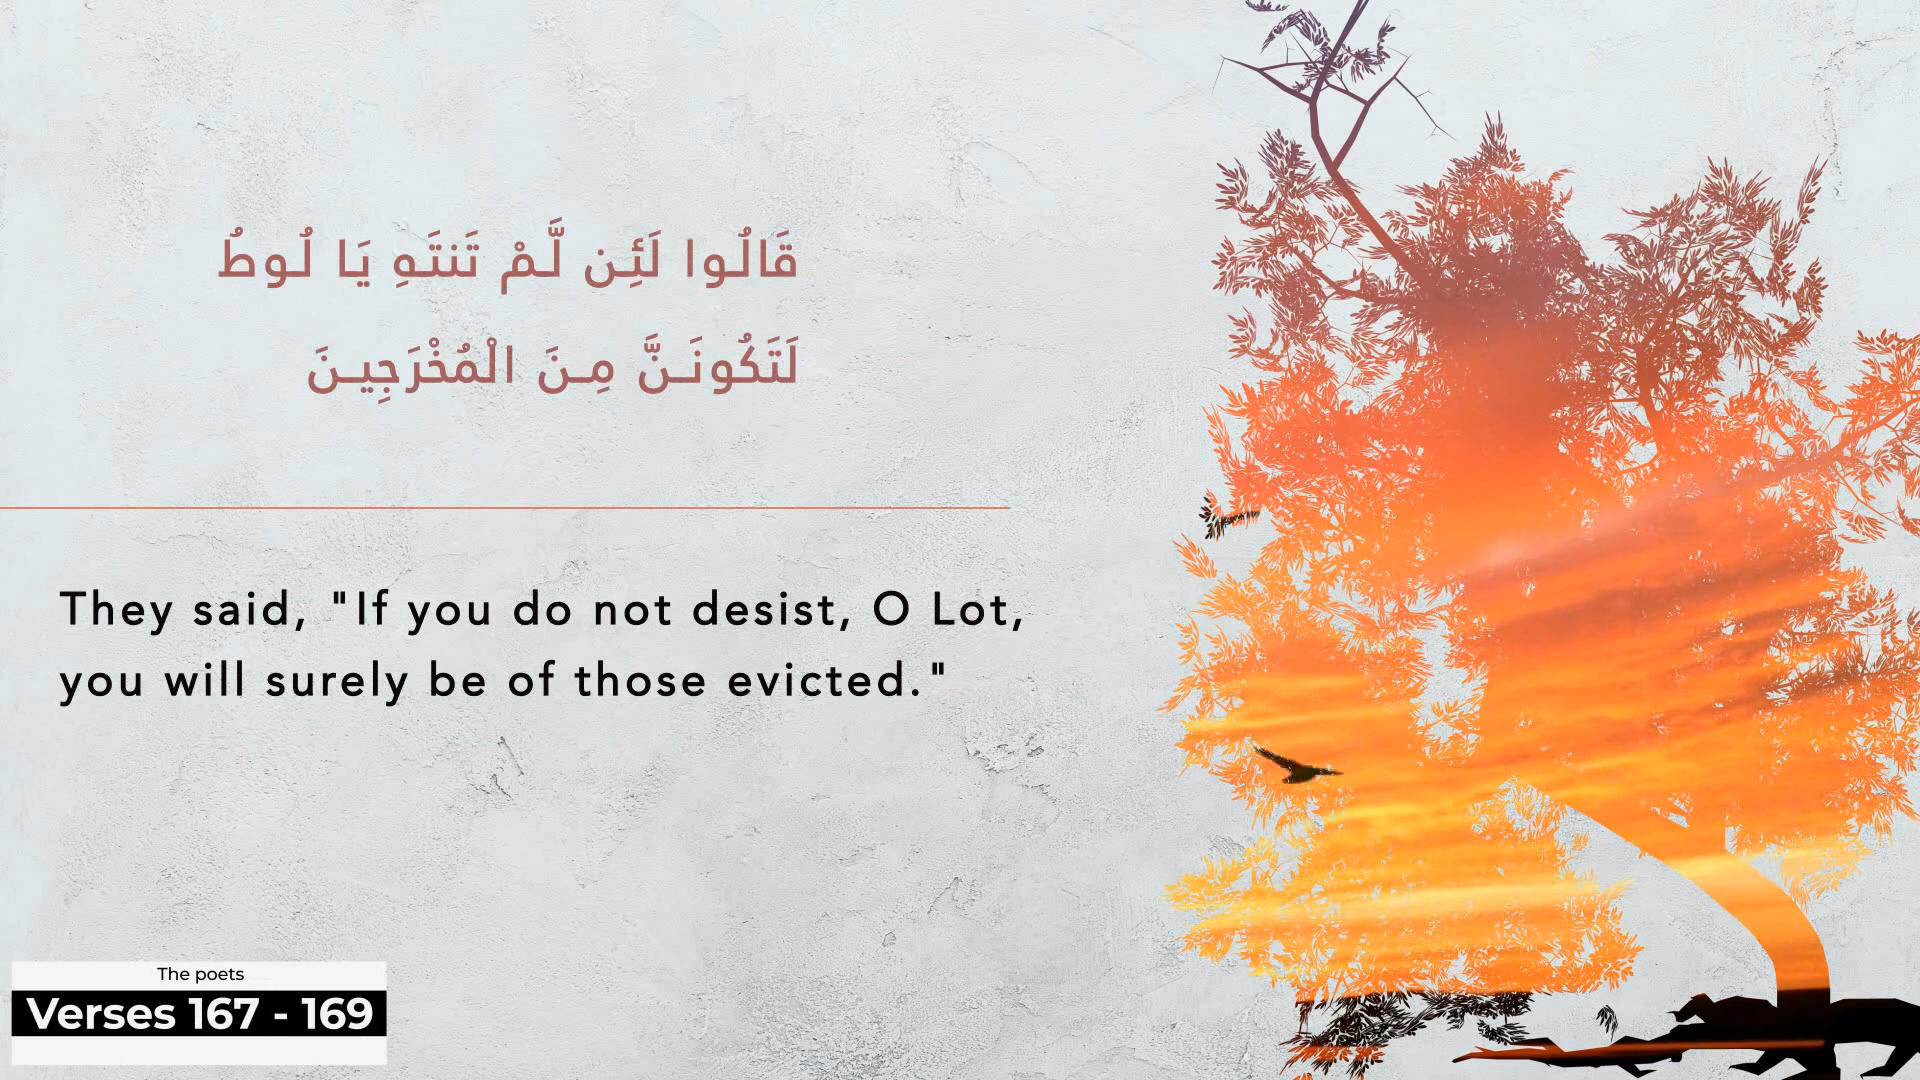 قَالُوا لَئِن لَّمْ تَنتَهِ يَا لُوطُ
لَتَكُونَنَّ مِنَ الْمُخْرَجِينَ
They said, "If you do not desist, O Lot,
you will surely be of those evicted."
The poets
Verses 167 - 169